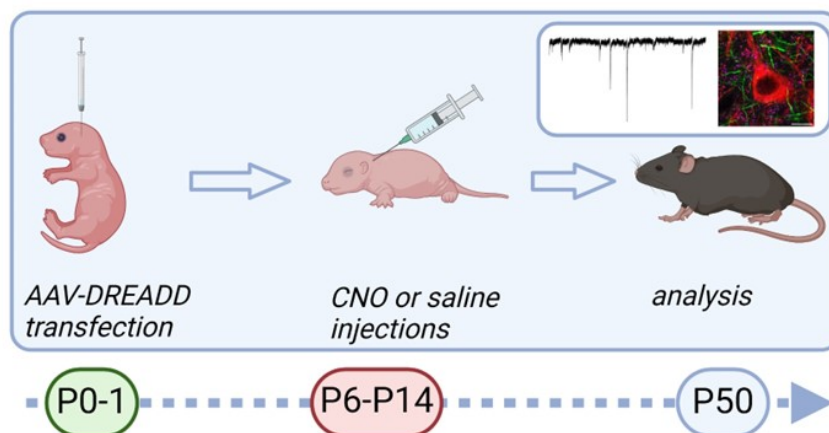 AAV-DREADD
transfection
CNO or saline
injections
analysis
P0-1
P6-P14
P50